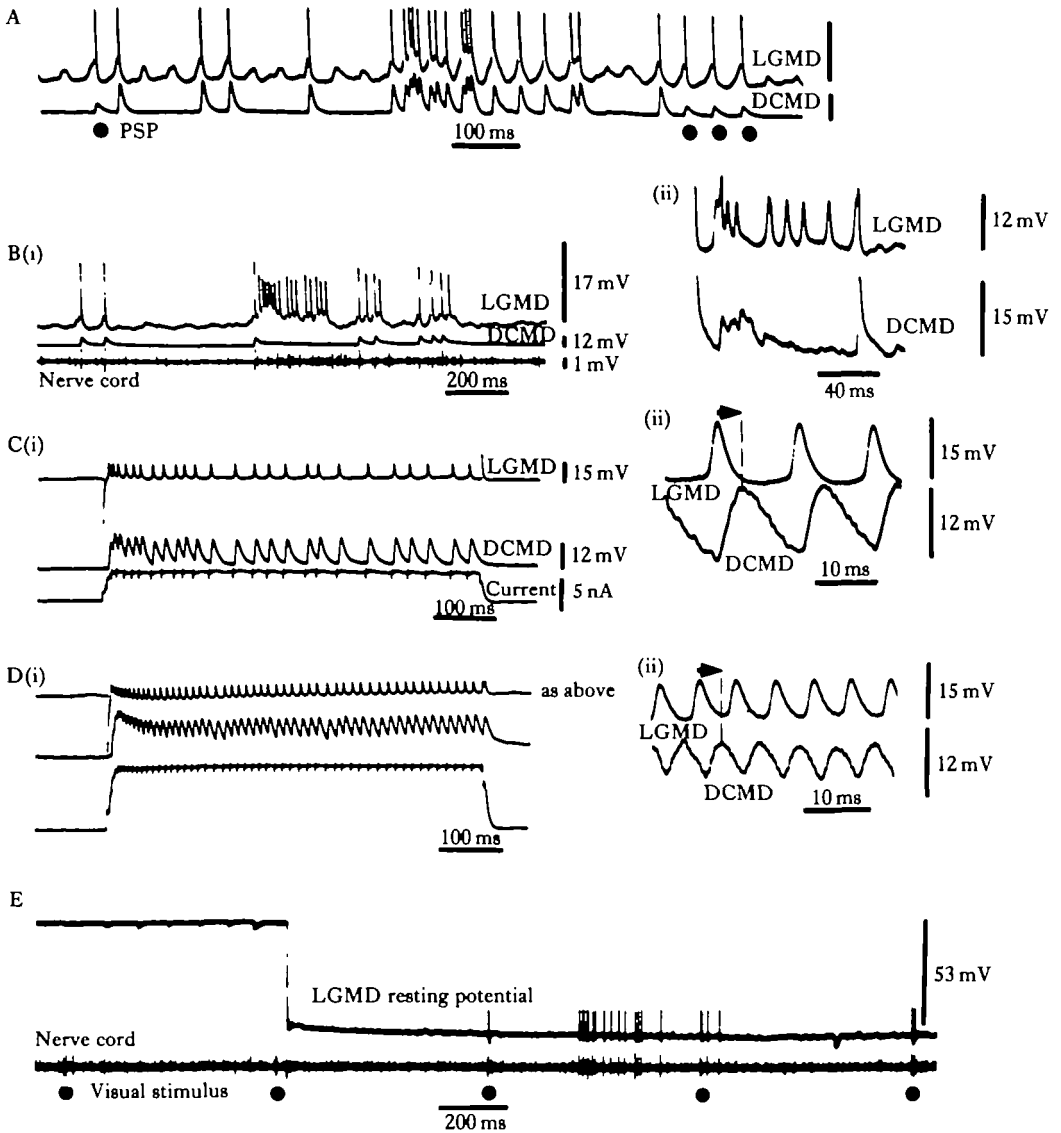 A
LGMD
DCMD
PSP
100 ms
B(i)
LGMD
17 mV
DCMD
12 mV
1 mV
Nerve cord
200 ms
(ii)
LGMD
12 mV
DCMD
15 mV
40 ms
C(i)
LGMD
15 mV
DCMD
12 mV
Current
5 nA
100 ms
(ii)
15 mV
LGMD
12 mV
DCMD
10 ms
D(i)
as above
100 ms
(ii)
15 mV
LGMD
12 mV
DCMD
10 ms
E
53 mV
LGMD resting potential
Nerve cord
Visual stimulus
200 ms